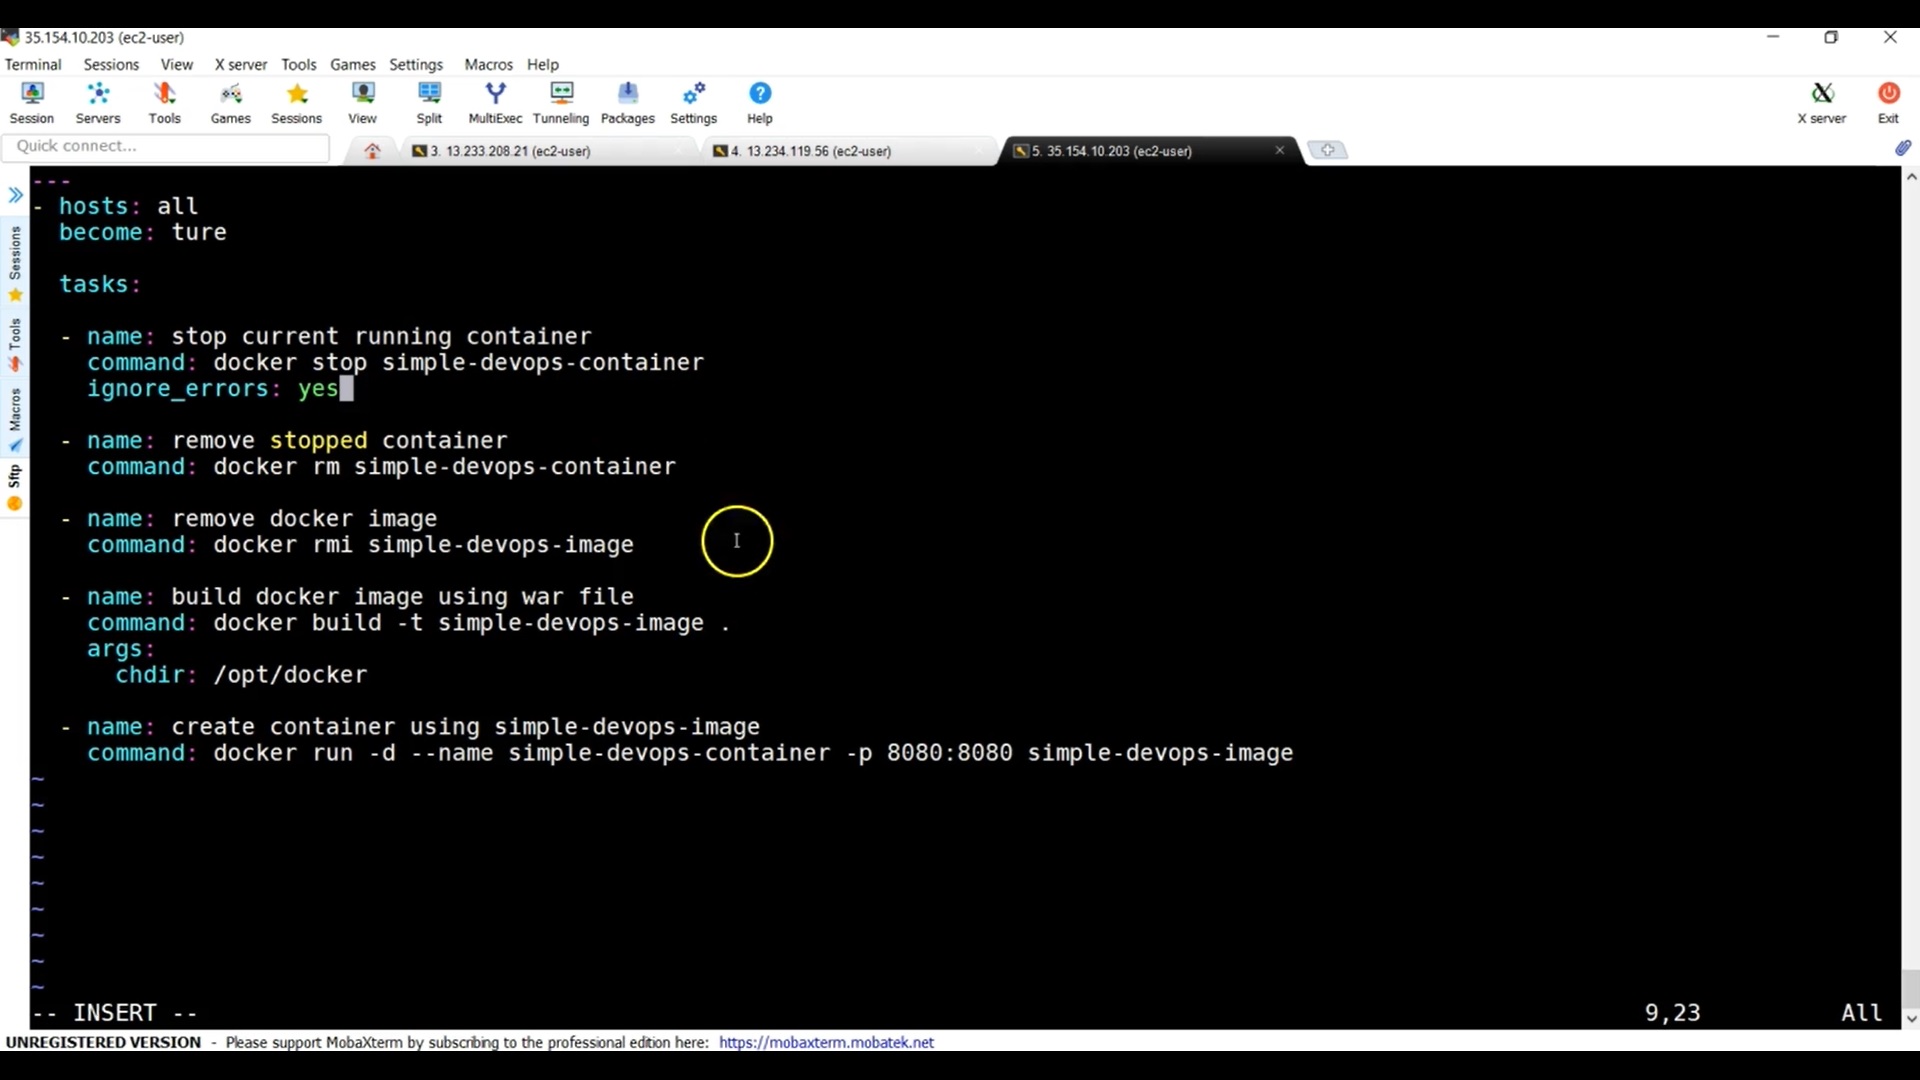 35.154.10.203 (ec2-user)
Terminal Sessions View X server Tools Games Settings Macros Help
Session Servers Tools Games Sessions View Split MultiExec Tunneling Packages Settings Help X server Exit
Quick connect...
3. 13.233.208.21 (ec2-user)
4. 13.234.119.56 (ec2-user)
5. 35.154.10.203 (ec2-user)
Sessions
Tools
Macros
Sftp
---
- hosts: all
become: ture
tasks:
- name: stop current running container
command: docker stop simple-devops-container
ignore_errors: yes
- name: remove stopped container
command: docker rm simple-devops-container
- name: remove docker image
command: docker rmi simple-devops-image
- name: build docker image using war file
command: docker build -t simple-devops-image .
args:
chdir: /opt/docker
- name: create container using simple-devops-image
command: docker run -d --name simple-devops-container -p 8080:8080 simple-devops-image
~
~
~
~
~
~
~
~
~
-- INSERT -- 9,23 All
UNREGISTERED VERSION - Please support MobaXterm by subscribing to the professional edition here: https://mobaxterm.mobatek.net